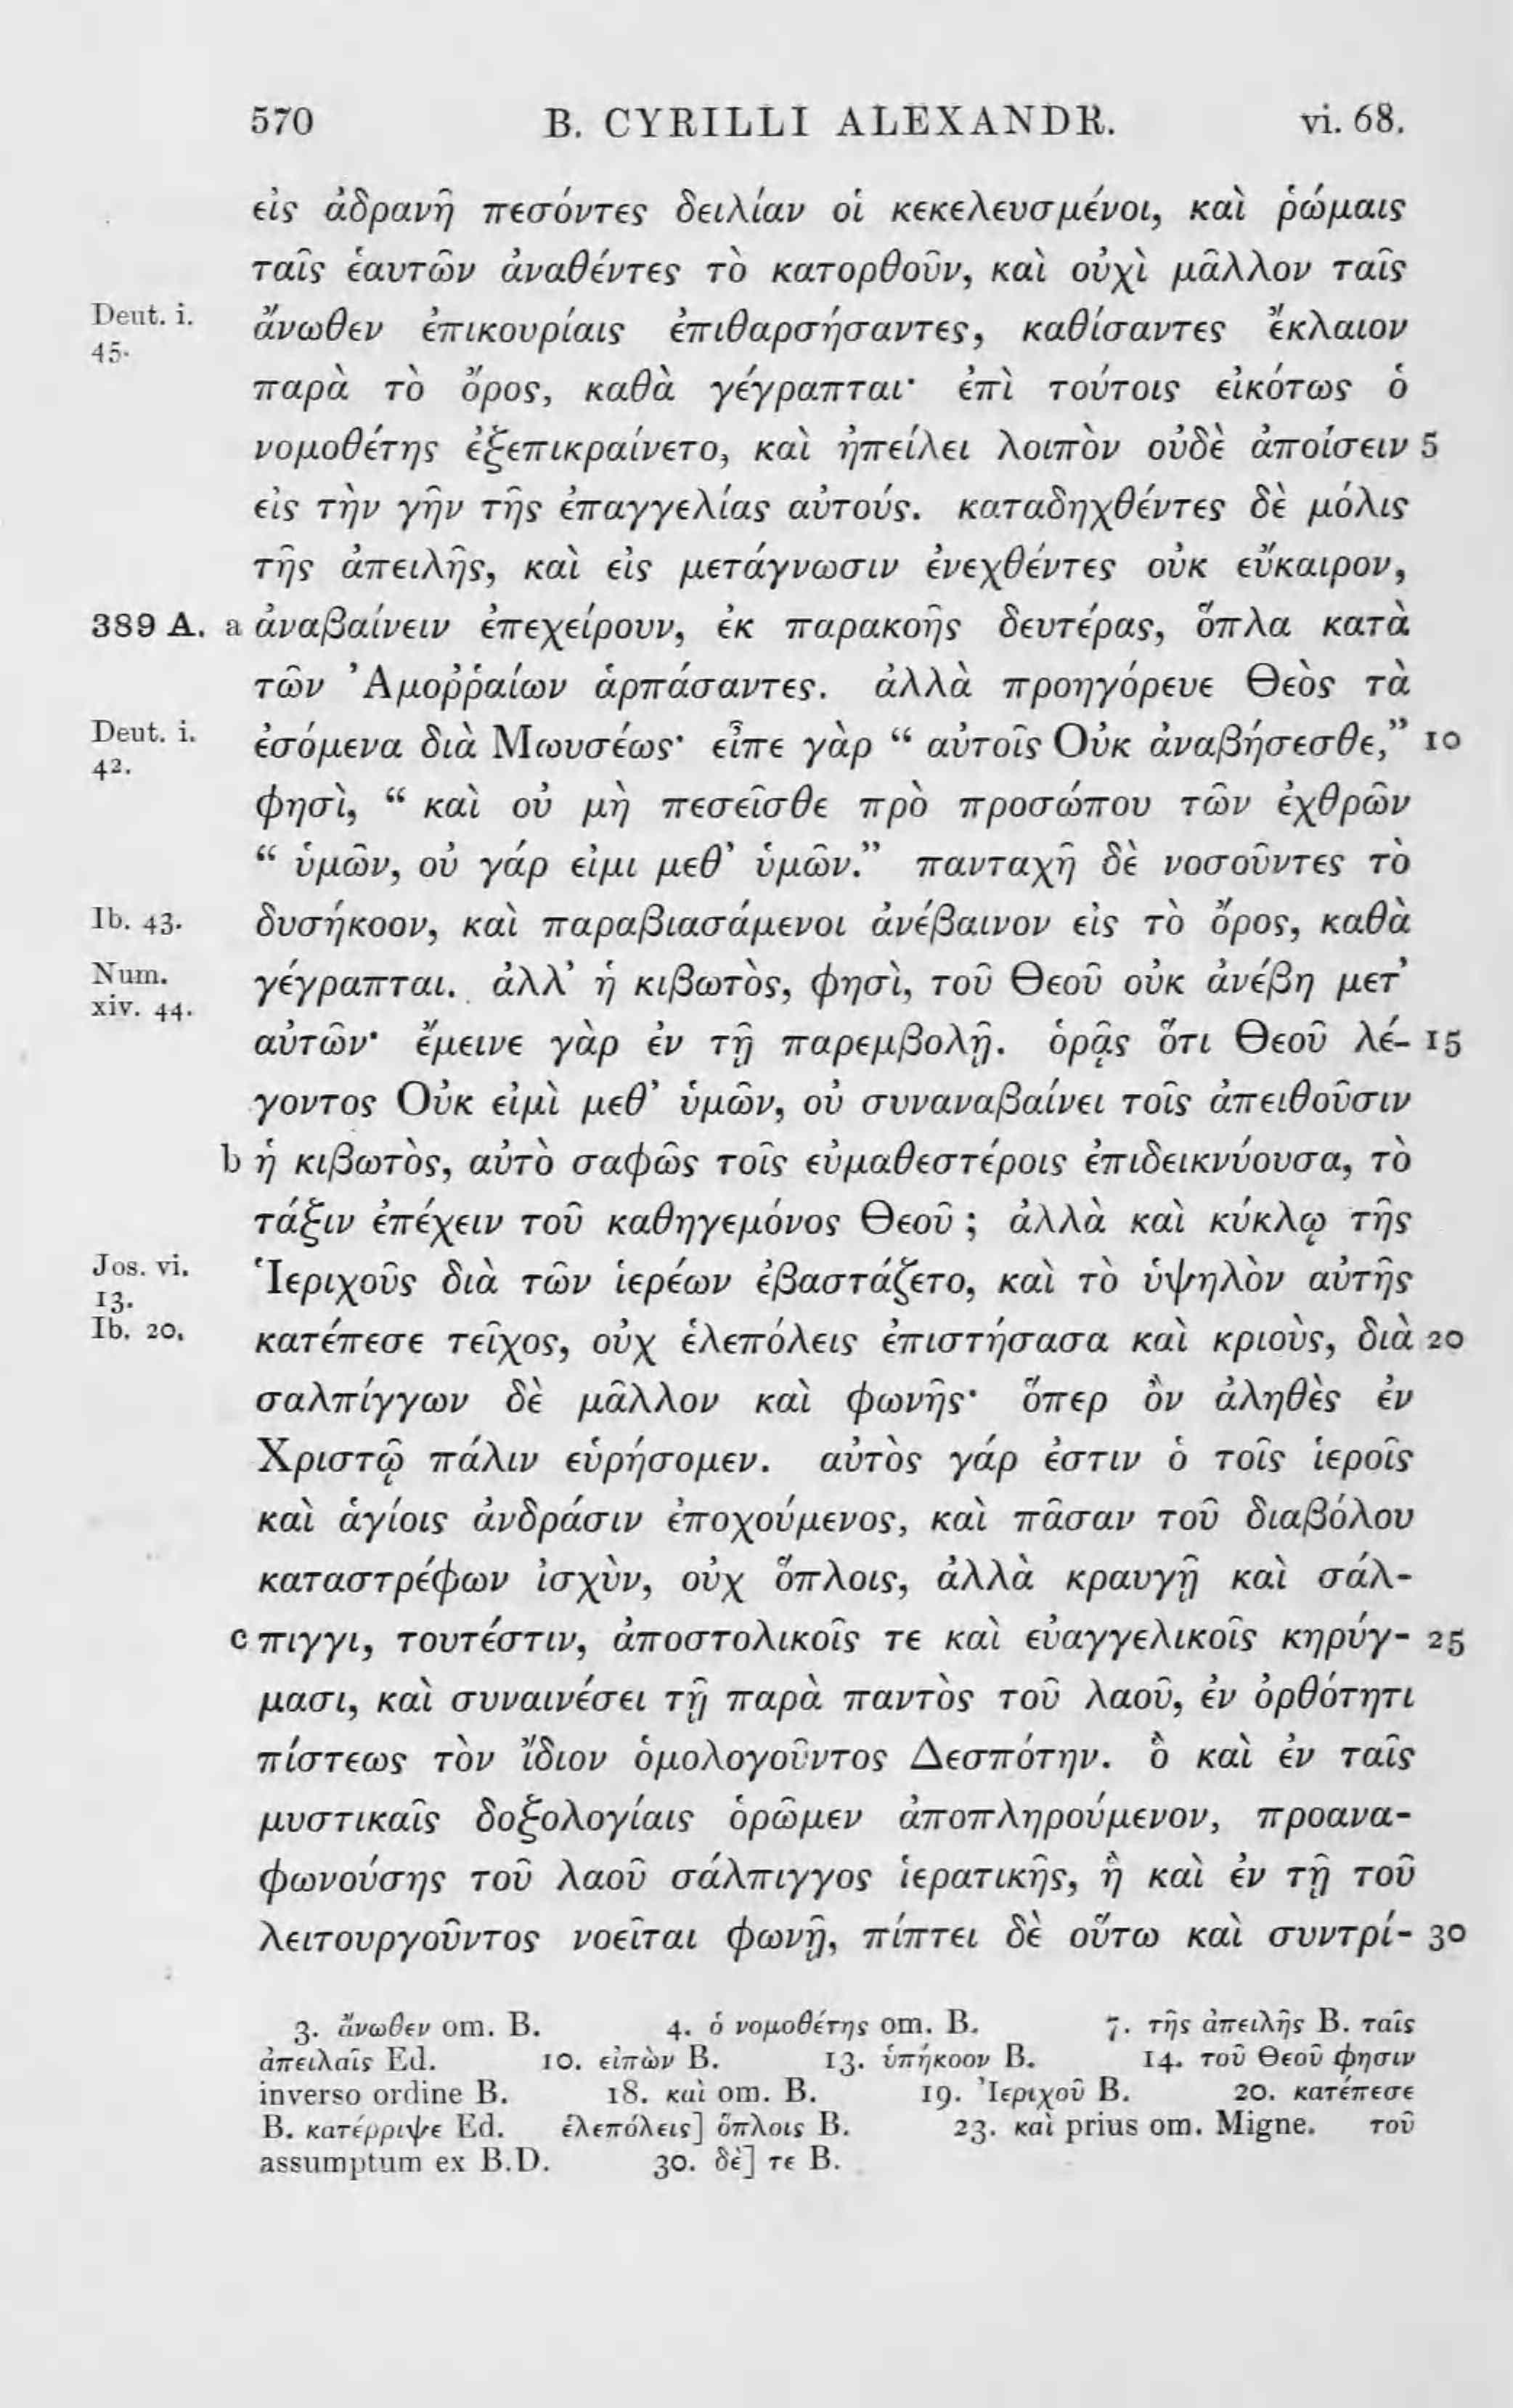 570 B. CYRILLI ALEXANDR. vi. 68.
εἰς ἀδρανῆ πεσόντες δειλίαν οἱ κεκελευσμένοι, καὶ ῥώμαις
ταῖς ἑαυτῶν ἀναθέντες τὸ κατορθοῦν, καὶ οὐχὶ μᾶλλον ταῖς
Deut. i. ἄνωθεν ἐπικουρίαις ἐπιθαρσήσαντες, καθίσαντες ἔκλαιον
45.
παρὰ τὸ ὄρος, καθὰ γέγραπται· ἐπὶ τούτοις εἰκότως ὁ
νομοθέτης ἐξεπικραίνετο, καὶ ἠπείλει λοιπὸν οὐδὲ ἀποίσειν 5
εἰς τὴν γῆν τῆς ἐπαγγελίας αὐτούς. καταδηχθέντες δὲ μόλις
τῆς ἀπειλῆς, καὶ εἰς μετάγνωσιν ἐνεχθέντες οὐκ εὔκαιρον,
389 A. a ἀναβαίνειν ἐπεχείρουν, ἐκ παρακοῆς δευτέρας, ὅπλα κατὰ
τῶν Ἀμοῤῥαίων ἁρπάσαντες. ἀλλὰ προηγόρευε Θεὸς τὰ
Deut. i. ἐσόμενα διὰ Μωυσέως· εἶπε γὰρ “ αὐτοῖς Οὐκ ἀναβήσεσθε,” 10
42.
φησὶ, “ καὶ οὐ μὴ πεσεῖσθε πρὸ προσώπου τῶν ἐχθρῶν
“ ὑμῶν, οὐ γάρ εἰμι μεθ’ ὑμῶν.” πανταχῆ δὲ νοσοῦντες τὸ
Ib. 43. δυσήκοον, καὶ παραβιασάμενοι ἀνέβαινον εἰς τὸ ὄρος, καθὰ
Num. γέγραπται. ἀλλ’ ἡ κιβωτὸς, φησὶ, τοῦ Θεοῦ οὐκ ἀνέβη μετ’
xiv. 44.
αὐτῶν· ἔμεινε γὰρ ἐν τῇ παρεμβολῇ. ὁρᾷς ὅτι Θεοῦ λέ- 15
γοντος Οὐκ εἰμὶ μεθ’ ὑμῶν, οὐ συναναβαίνει τοῖς ἀπειθοῦσιν
b ἡ κιβωτὸς, αὐτὸ σαφῶς τοῖς εὐμαθεστέροις ἐπιδεικνύουσα, τὸ
τάξιν ἐπέχειν τοῦ καθηγεμόνος Θεοῦ ; ἀλλὰ καὶ κύκλῳ τῆς
Jos. vi. Ἱεριχοῦς διὰ τῶν ἱερέων ἐβαστάζετο, καὶ τὸ ὑψηλὸν αὐτῆς
13.
Ib. 20. κατέπεσε τεῖχος, οὐχ ἑλεπόλεις ἐπιστήσασα καὶ κριοὺς, διὰ 20
σαλπίγγων δὲ μᾶλλον καὶ φωνῆς· ὅπερ ὂν ἀληθὲς ἐν
Χριστῷ πάλιν εὑρήσομεν. αὐτὸς γάρ ἐστιν ὁ τοῖς ἱεροῖς
καὶ ἁγίοις ἀνδράσιν ἐποχούμενος, καὶ πᾶσαν τοῦ διαβόλου
καταστρέφων ἰσχὺν, οὐχ ὅπλοις, ἀλλὰ κραυγῇ καὶ σάλ-
c πιγγι, τουτέστιν, ἀποστολικοῖς τε καὶ εὐαγγελικοῖς κηρύγ- 25
μασι, καὶ συναινέσει τῇ παρὰ παντὸς τοῦ λαοῦ, ἐν ὀρθότητι
πίστεως τὸν ἴδιον ὁμολογοῦντος Δεσπότην. ὃ καὶ ἐν ταῖς
μυστικαῖς δοξολογίαις ὁρῶμεν ἀποπληρούμενον, προανα-
φωνούσης τοῦ λαοῦ σάλπιγγος ἱερατικῆς, ἣ καὶ ἐν τῇ τοῦ
λειτουργοῦντος νοεῖται φωνῇ, πίπτει δὲ οὕτω καὶ συντρί- 30
3. ἄνωθεν om. B. 4. ὁ νομοθέτης om. B. 7. τῆς ἀπειλῆς B. ταῖς
ἀπειλαῖς Ed. 10. εἰπὼν B. 13. ὑπήκοον B. 14. τοῦ Θεοῦ φησιν
inverso ordine B. 18. καὶ om. B. 19. Ἰεριχοῦ B. 20. κατέπεσε
B. κατέρριψε Ed. ἑλεπόλεις] ὅπλοις B. 23. καὶ prius om. Migne. τοῦ
assumptum ex B.D. 30. δὲ] τε B.